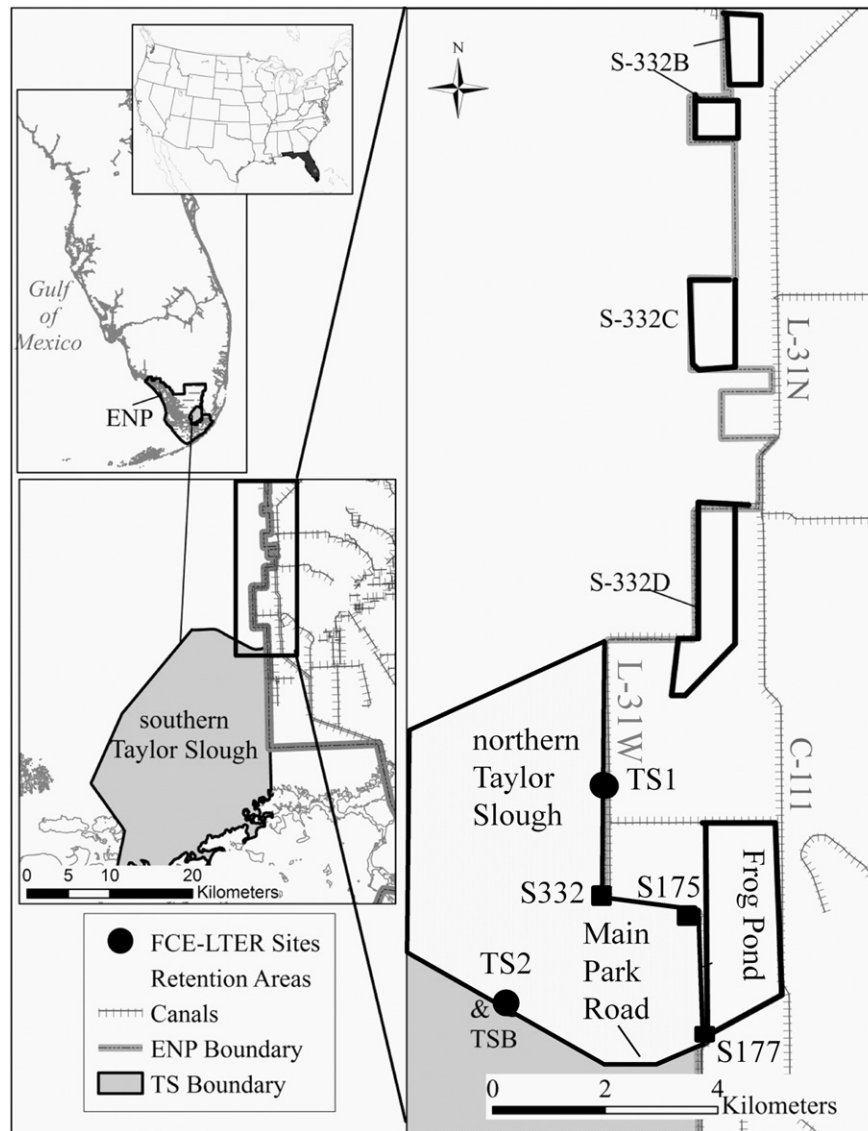 Gulf
of
Mexico
ENP
southern
Taylor Slough
0 5 10 20
Kilometers
FCE-LTER Sites
Retention Areas
Canals
ENP Boundary
TS Boundary
N
S-332B
S-332C
L-31N
S-332D
L-31W
northern
Taylor
Slough
TS1
C-111
S332
S175
Frog Pond
Main
Park
Road
TS2
&
TSB
S177
0 2 4
Kilometers